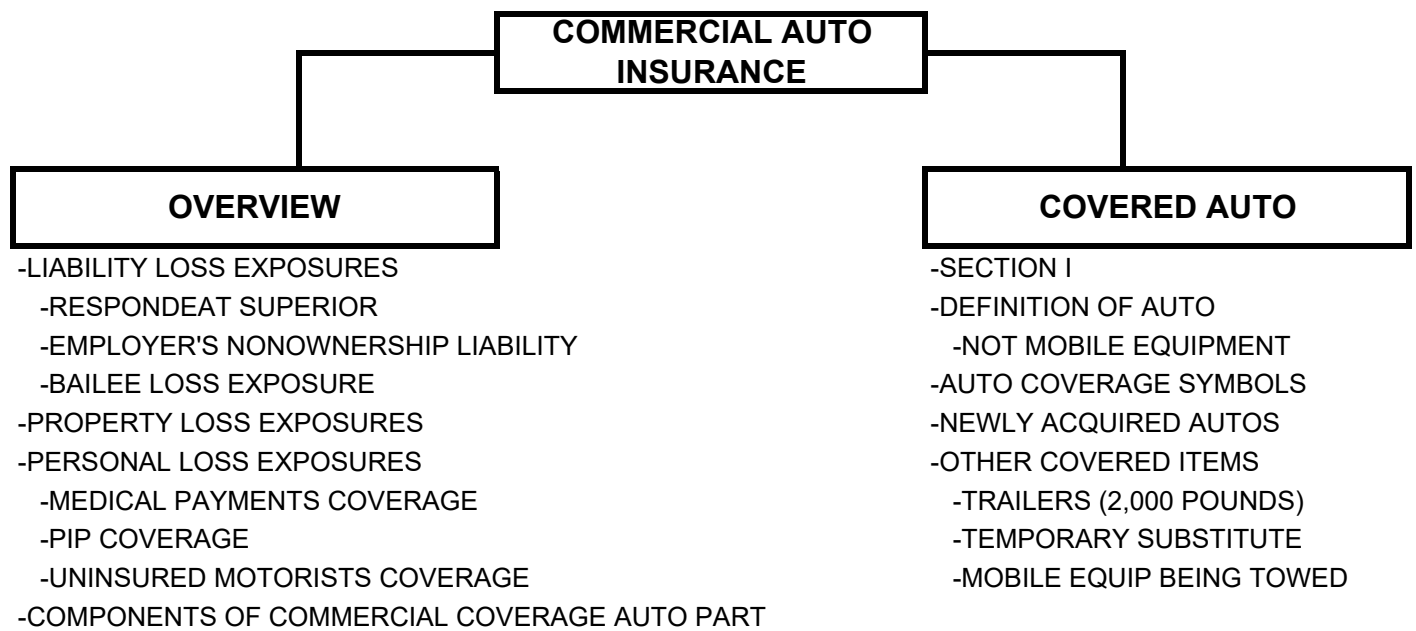 COMMERCIAL AUTO
INSURANCE
OVERVIEW
-LIABILITY LOSS EXPOSURES
-RESPONDEAT SUPERIOR
-EMPLOYER'S NONOWNERSHIP LIABILITY
-BAILEE LOSS EXPOSURE
-PROPERTY LOSS EXPOSURES
-PERSONAL LOSS EXPOSURES
-MEDICAL PAYMENTS COVERAGE
-PIP COVERAGE
-UNINSURED MOTORISTS COVERAGE
-COMPONENTS OF COMMERCIAL COVERAGE AUTO PART
COVERED AUTO
-SECTION I
-DEFINITION OF AUTO
-NOT MOBILE EQUIPMENT
-AUTO COVERAGE SYMBOLS
-NEWLY ACQUIRED AUTOS
-OTHER COVERED ITEMS
-TRAILERS (2,000 POUNDS)
-TEMPORARY SUBSTITUTE
-MOBILE EQUIP BEING TOWED